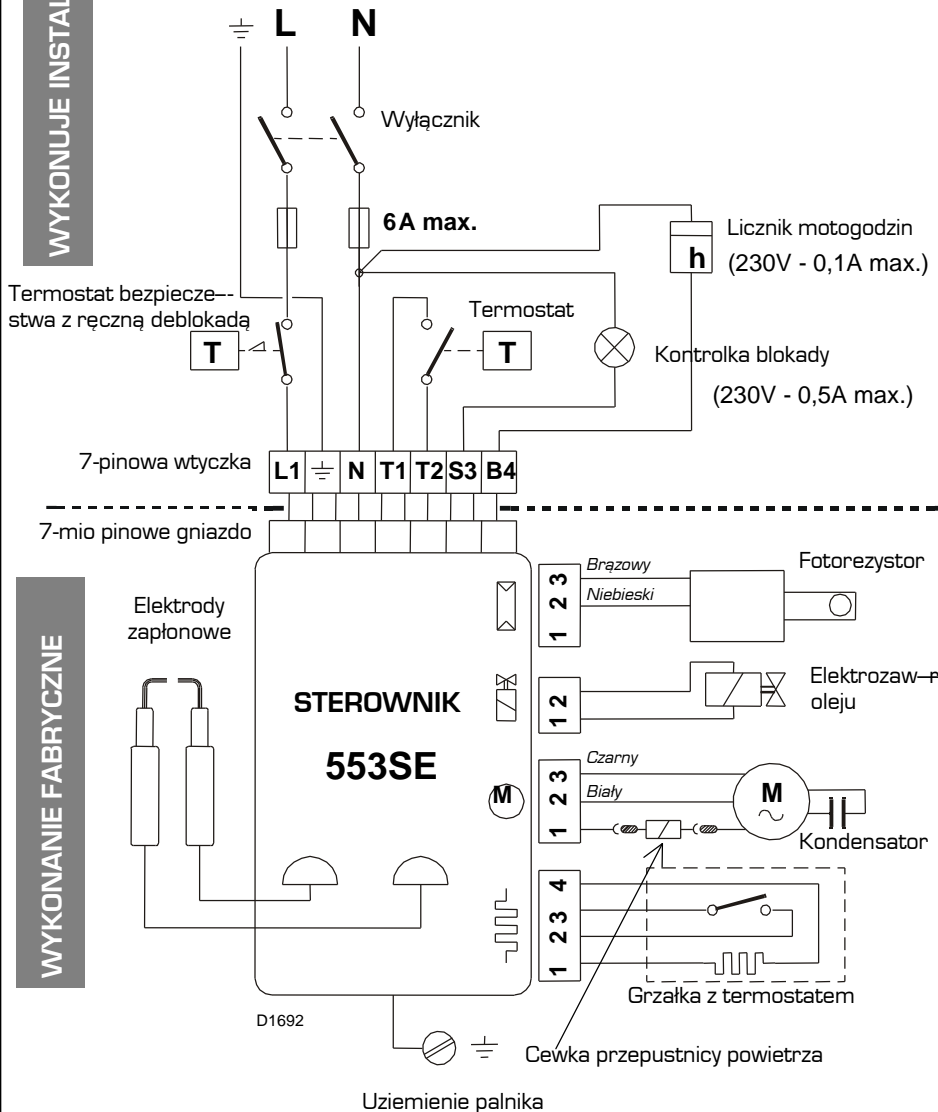 WYKONUJE INSTAL
L N
Wyłącznik
6A max.
Licznik motogodzin
h (230V - 0,1A max.)
Termostat bezpiecze--
stwa z ręczną deblokadą
T
Termostat
T
Kontrolka blokady
(230V - 0,5A max.)
7-pinowa wtyczka
L1 N T1 T2 S3 B4
7-mio pinowe gniazdo
WYKONANIE FABRYCZNE
Elektrody
zapłonowe
STEROWNIK
553SE
M
3 Brązowy
2 Niebieski
1
Fotorezystor
2
1
Elektrozaw
oleju
3 Czarny
2 Biały
1
M
Kondensator
4
3
2
1
Grzałka z termostatem
D1692
Cewka przepustnicy powietrza
Uziemienie palnika